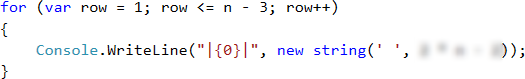 for (var row = 1; row <= n - 3; row++)
{
Console.WriteLine("|{0}|", new string(' ', ));
}